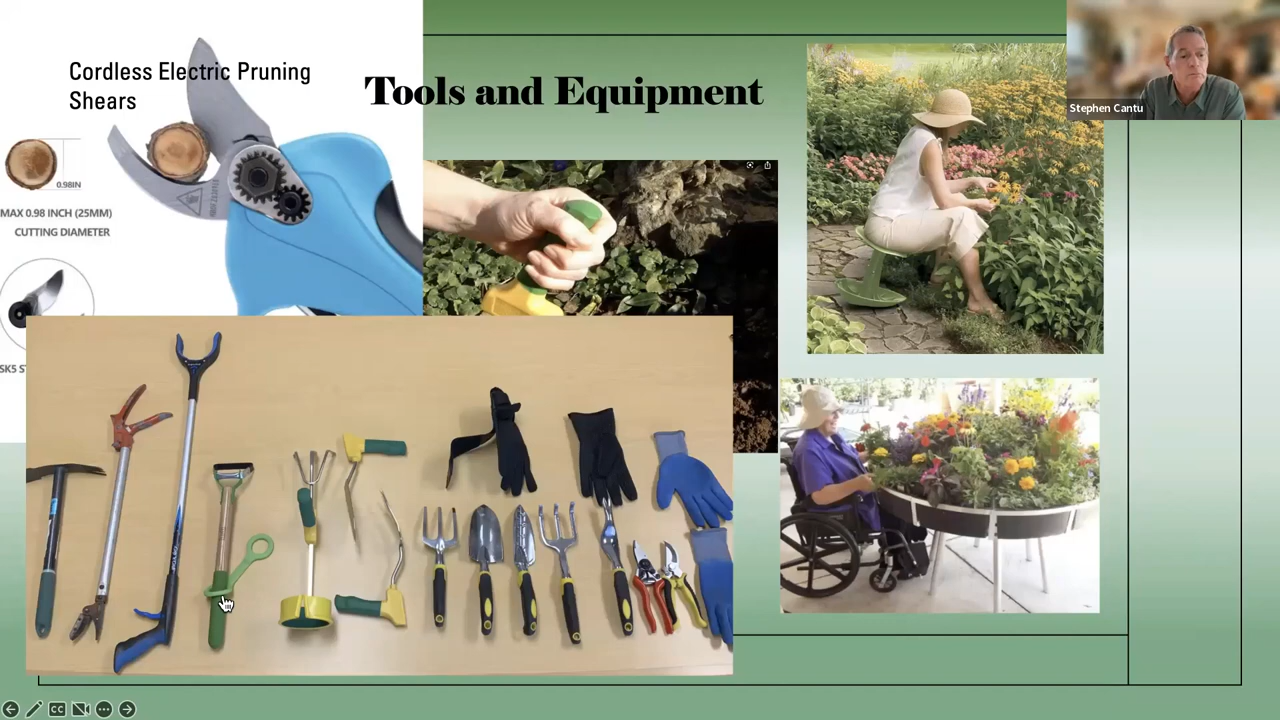 Cordless Electric Pruning
Shears
Tools and Equipment
Stephen Cantu
0.98IN
MAX 0.98 INCH (25MM)
CUTTING DIAMETER
SK5 S
CC